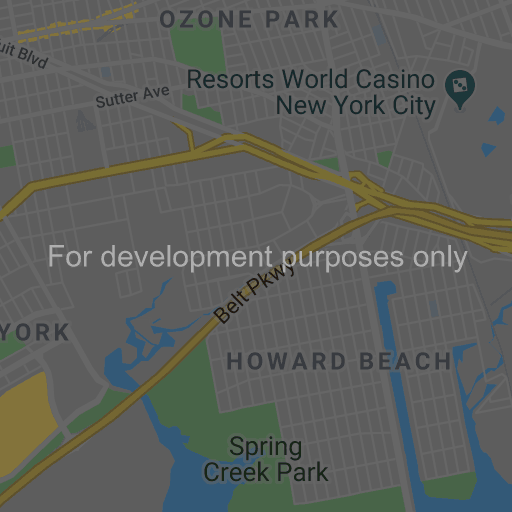 OZONE PARK
uit Blvd
Resorts World Casino
New York City
Sutter Ave
For development purposes only
Belt Pkwy
YORK
HOWARD BEACH
Spring
Creek Park